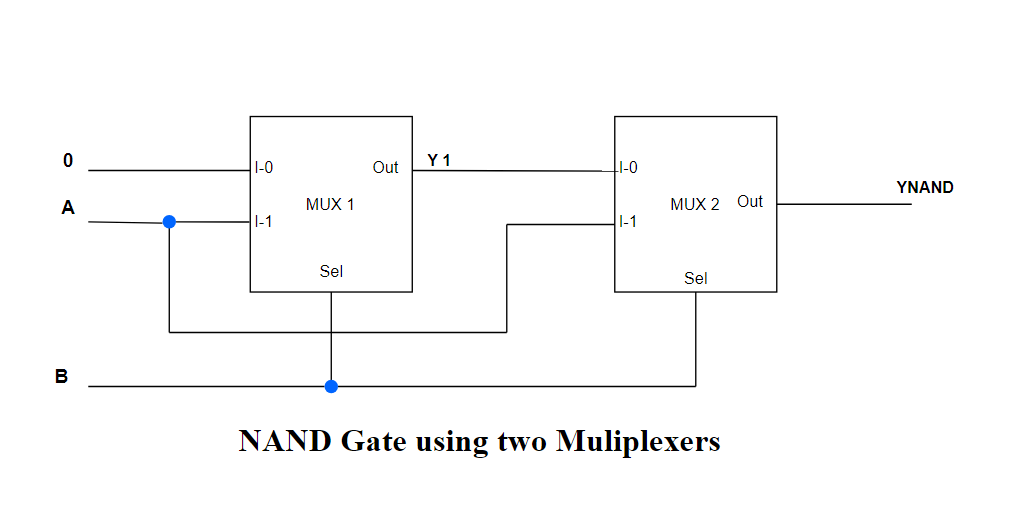 0
A
B
I-0
I-1
Out
MUX 1
Sel
Y 1
I-0
I-1
MUX 2
Out
Sel
YNAND
NAND Gate using two Muliplexers